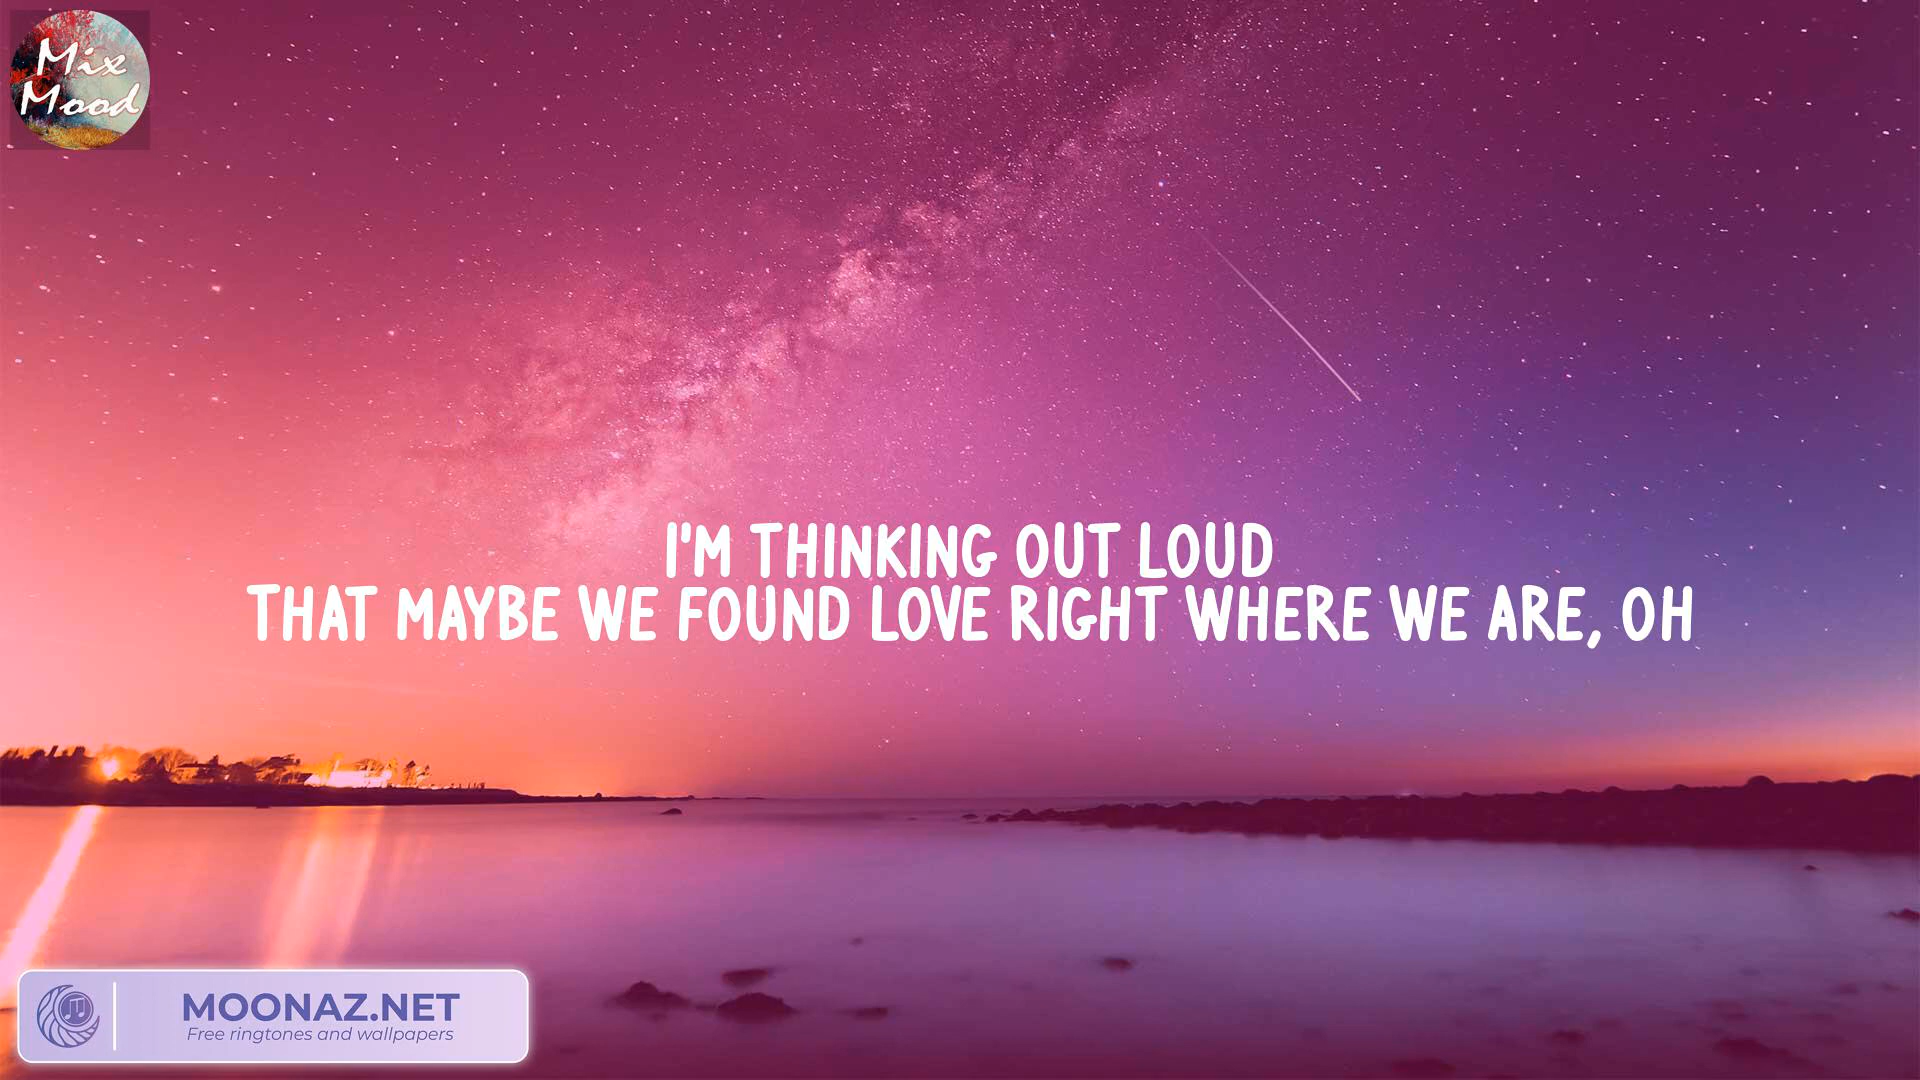 Mix
Mood
I'M THINKING OUT LOUD
THAT MAYBE WE FOUND LOVE RIGHT WHERE WE ARE, OH
MOONAZ.NET
Free ringtones and wallpapers